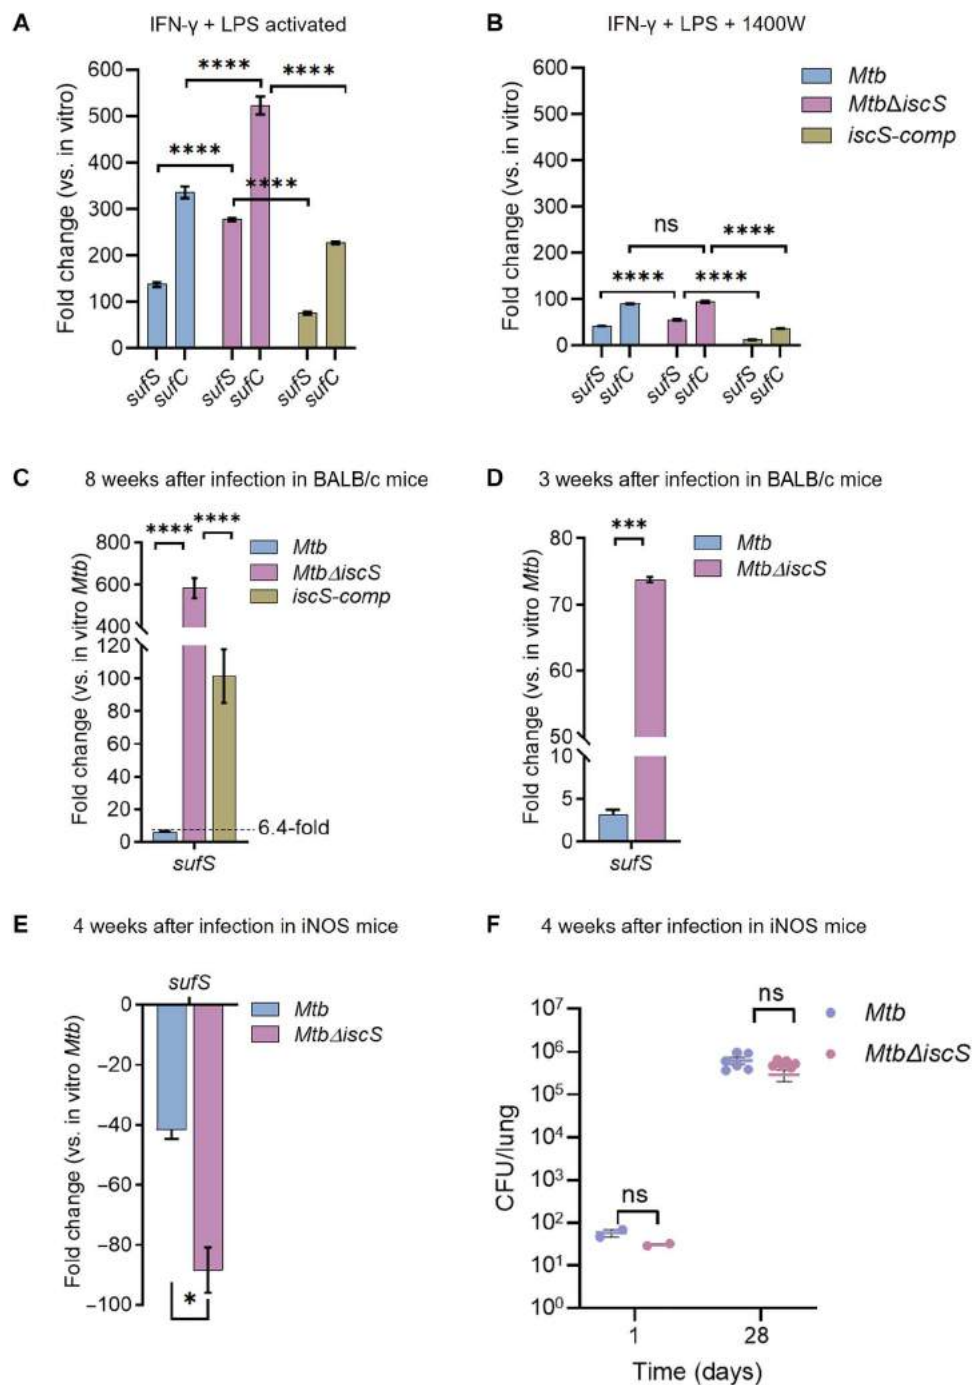 A
IFN-γ + LPS activated
Fold change (vs. in vitro)
600
500
400
300
200
100
0
****
****
****
****
sufS
sufC
sufS
sufC
sufS
sufC
B
IFN-γ + LPS + 1400W
Fold change (vs. in vitro)
600
500
400
300
200
100
0
ns
****
****
****
sufS
sufC
sufS
sufC
sufS
sufC
Mtb
MtbΔiscS
iscS-comp
C
8 weeks after infection in BALB/c mice
Fold change (vs. in vitro Mtb)
800
600
400
120
100
80
60
40
20
0
****
****
6.4-fold
sufS
Mtb
MtbΔiscS
iscS-comp
D
3 weeks after infection in BALB/c mice
Fold change (vs. in vitro Mtb)
80
70
60
50
10
5
0
***
sufS
Mtb
MtbΔiscS
E
4 weeks after infection in iNOS mice
sufS
Fold change (vs. in vitro Mtb)
0
−20
−40
−60
−80
−100
*
Mtb
MtbΔiscS
F
4 weeks after infection in iNOS mice
CFU/lung
10⁷
10⁶
10⁵
10⁴
10³
10²
10¹
10⁰
ns
ns
1
28
Time (days)
Mtb
MtbΔiscS